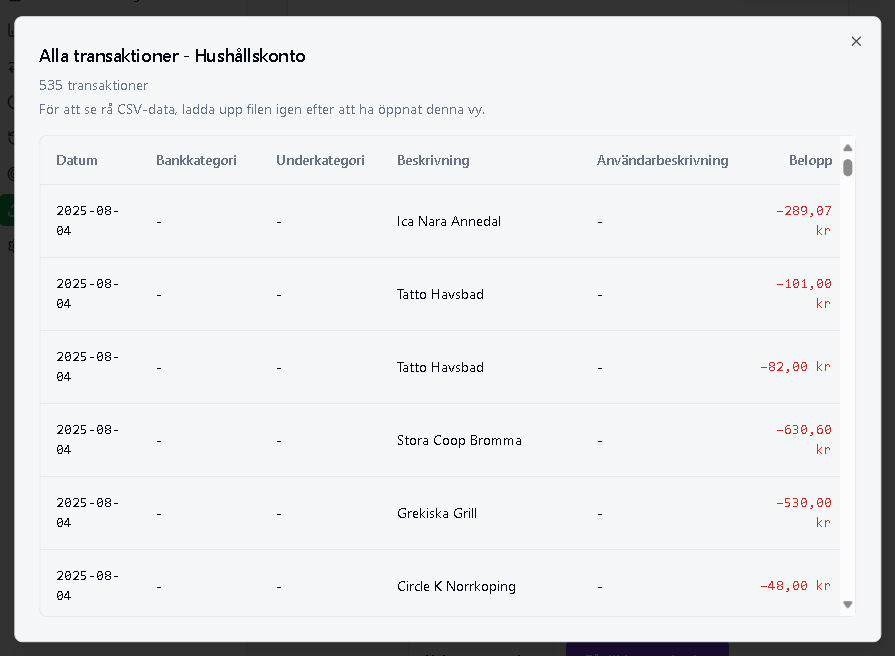 Alla transaktioner - Hushållskonto
535 transaktioner
För att se rå CSV-data, ladda upp filen igen efter att ha öppnat denna vy.
Datum Bankkategori Underkategori Beskrivning Användarbeskrivning Belopp
2025-08-04 - - Ica Nara Annedal - -289,07 kr
2025-08-04 - - Tatto Havsbad - -101,00 kr
2025-08-04 - - Tatto Havsbad - -82,00 kr
2025-08-04 - - Stora Coop Bromma - -630,60 kr
2025-08-04 - - Grekiska Grill - -530,00 kr
2025-08-04 - - Circle K Norrkoping - -48,00 kr